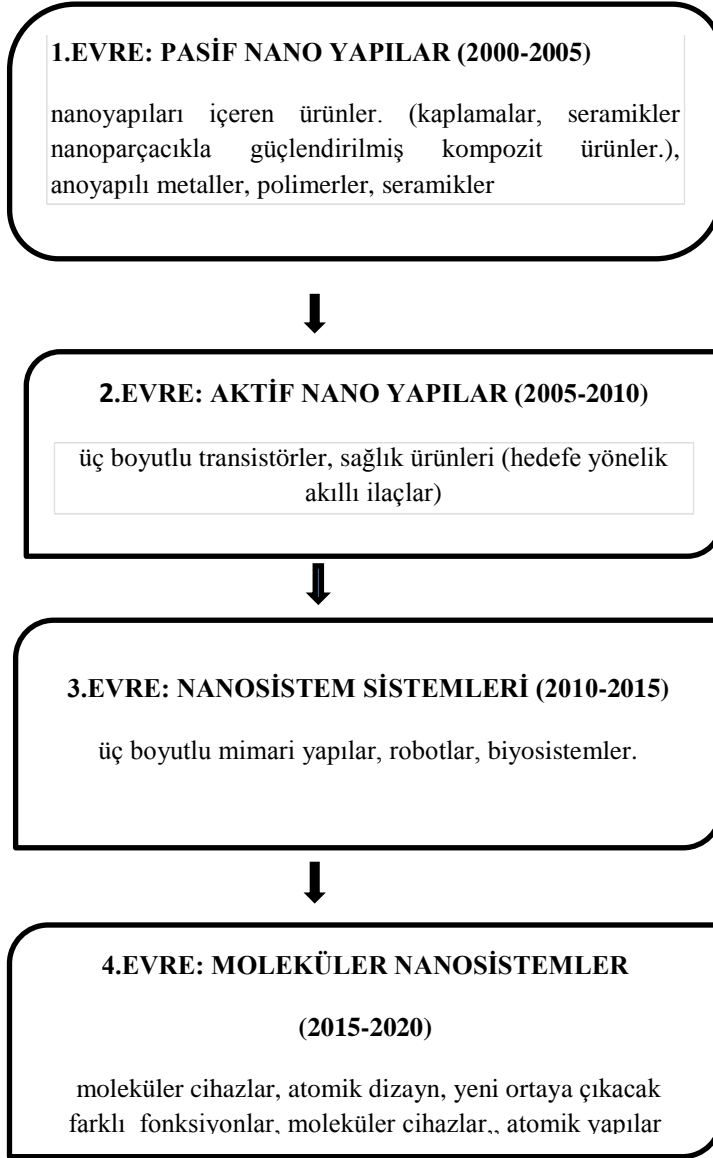 1.EVRE: PASİF NANO YAPILAR (2000-2005)
nanoyapıları içeren ürünler. (kaplamalar, seramikler
nanoparçacıkla güçlendirilmiş kompozit ürünler.),
anoyapılı metaller, polimerler, seramikler
2.EVRE: AKTİF NANO YAPILAR (2005-2010)
üç boyutlu transistörler, sağlık ürünleri (hedefe yönelik
akıllı ilaçlar)
3.EVRE: NANOSİSTEM SİSTEMLERİ (2010-2015)
üç boyutlu mimari yapılar, robotlar, biyosistemler.
4.EVRE: MOLEKÜLER NANOSİSTEMLER
(2015-2020)
moleküler cihazlar, atomik dizayn, yeni ortaya çıkacak
farklı fonksiyonlar, moleküler cihazlar,, atomik yapılar